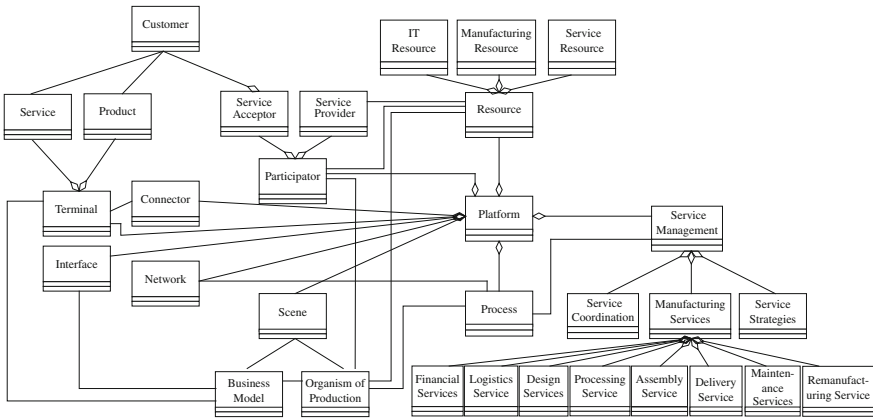 Customer
IT
Resource
Manufacturing
Resource
Service
Resource
Service
Product
Service
Acceptor
Service
Provider
Resource
Participator
Terminal
Connector
Platform
Service
Management
Interface
Network
Scene
Process
Service
Coordination
Manufacturing
Services
Service
Strategies
Business
Model
Organism of
Production
Financial
Services
Logistics
Service
Design
Services
Processing
Service
Assembly
Service
Delivery
Service
Mainten-
ance
Services
Remanufact-
uring Service